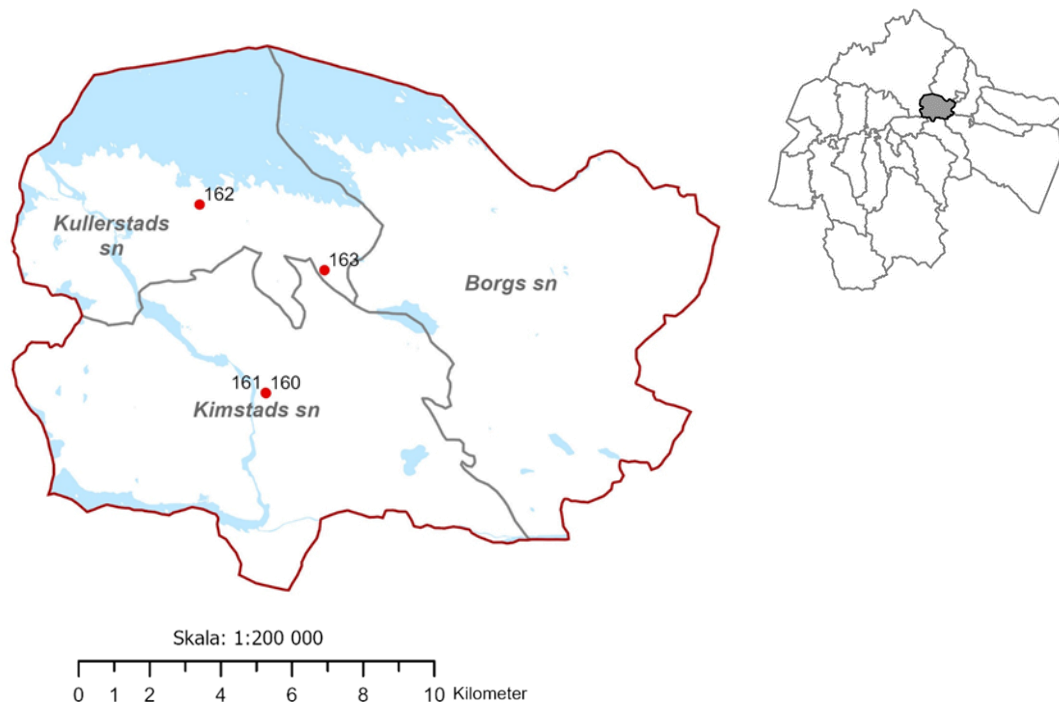 162
Kullerstads
sn
163
Borgs sn
161 160
Kimstads sn
Skala: 1:200 000
0 1 2 4 6 8 10 Kilometer